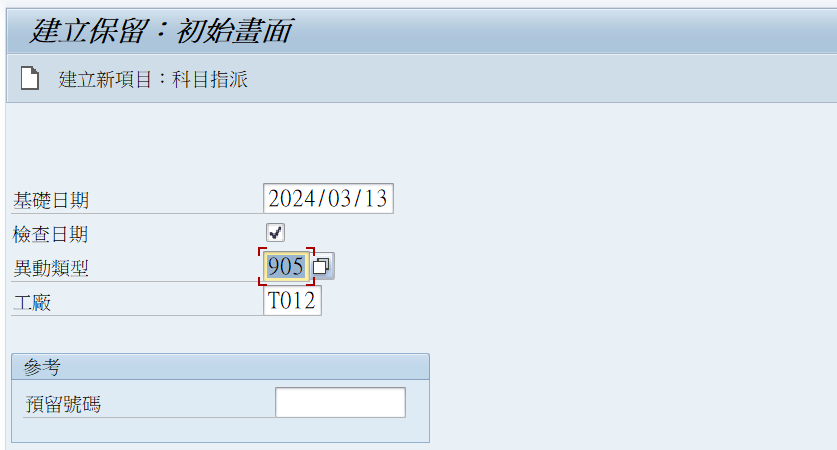 建立保留：初始畫面
建立新項目：科目指派
基礎日期 2024/03/13
檢查日期
異動類型 905
工廠 T012
參考
預留號碼